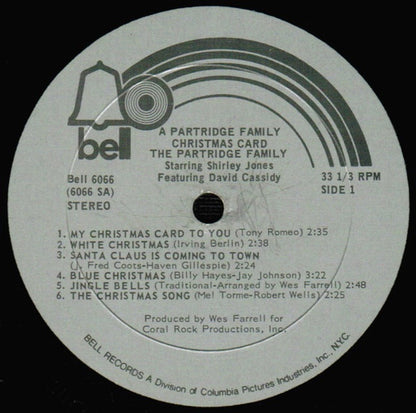 bell
A PARTRIDGE FAMILY
CHRISTMAS CARD
THE PARTRIDGE FAMILY
Starring Shirley Jones
Featuring David Cassidy
Bell 6066
(6066 SA)
STEREO
33 1/3 RPM
SIDE 1
1. MY CHRISTMAS CARD TO YOU (Tony Romeo) 2:35
2. WHITE CHRISTMAS (Irving Berlin) 2:38
3. SANTA CLAUS IS COMING TO TOWN
(J. Fred Coots-Haven Gillespie) 2:24
4. BLUE CHRISTMAS (Billy Hayes-Jay Johnson) 3:22
5. JINGLE BELLS (Traditional-Arranged by Wes Farrell) 2:48
6. THE CHRISTMAS SONG (Mel Torme-Robert Wells) 2:25
Produced by Wes Farrell for
Coral Rock Productions, Inc.
BELL RECORDS A Division of Columbia Pictures Industries, Inc., N.Y.C.